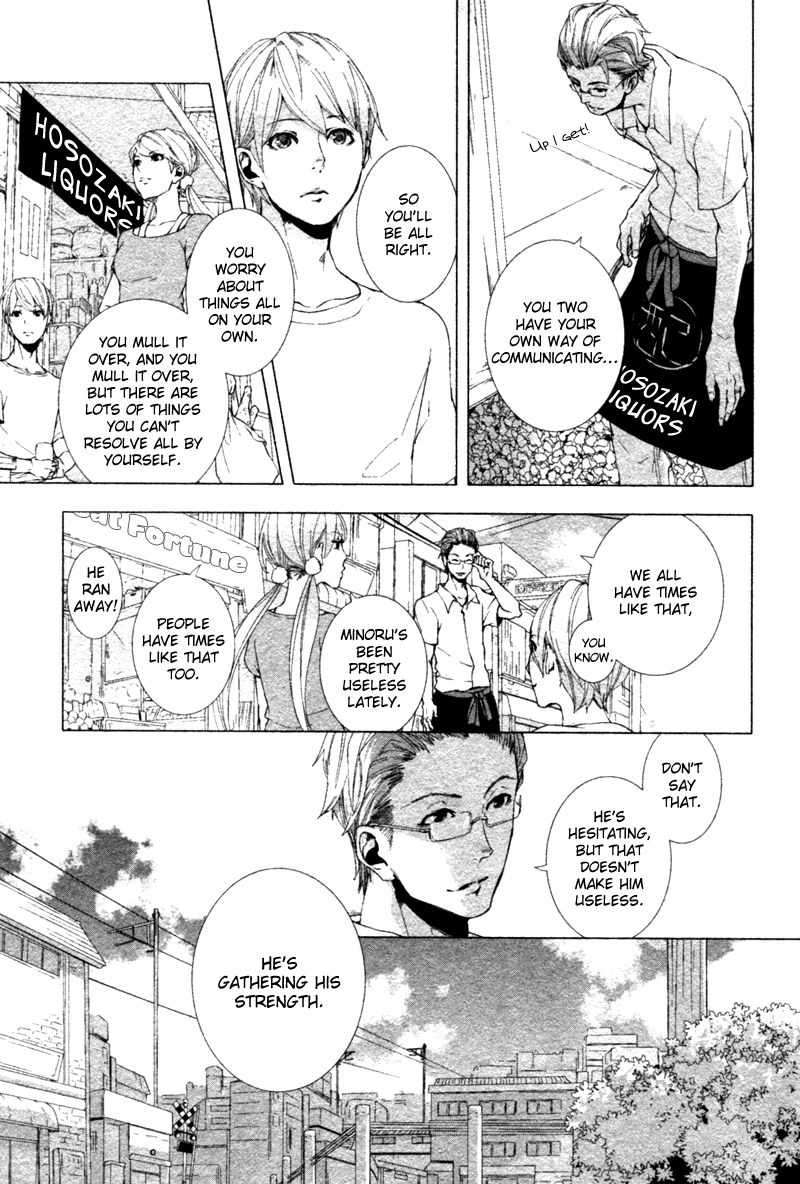 Up I Get!
YOU TWO
HAVE YOUR
OWN WAY OF
COMMUNICATING...
HOSOZAKI
LIQUORS
SO
YOU'LL
BE ALL
RIGHT.
HOSOZAKI
LIQUORS
YOU
WORRY
ABOUT
THINGS ALL
ON YOUR
OWN.
YOU MULL IT
OVER, AND YOU
MULL IT OVER,
BUT THERE ARE
LOTS OF THINGS
YOU CAN'T
RESOLVE ALL BY
YOURSELF.
WE ALL
HAVE TIMES
LIKE THAT,
YOU
KNOW.
MINORU'S
BEEN
PRETTY
USELESS
LATELY.
PEOPLE
HAVE TIMES
LIKE THAT
TOO.
HE
RAN
AWAY!
Cat Fortune
DON'T
SAY
THAT.
HE'S
HESITATING,
BUT THAT
DOESN'T
MAKE HIM
USELESS.
HE'S
GATHERING HIS
STRENGTH.